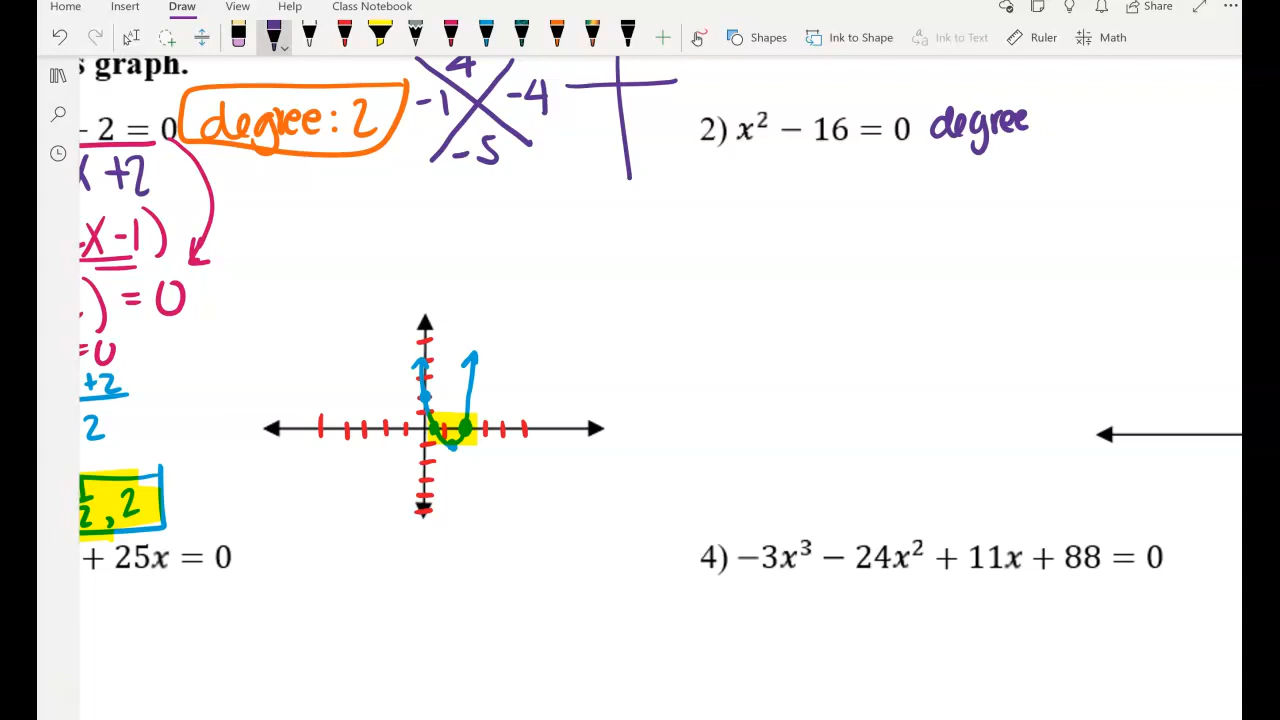 Home Insert Draw View Help Class Notebook Share
Shapes Ink to Shape Ink to Text Ruler Math
s graph.
- 2 = 0 degree: 2
4
-1 -4
-5
2) x² − 16 = 0 degree
x +2
x -1)
) = 0
=0
+2
2
1/2, 2
+ 25x = 0
4) −3x³ − 24x² + 11x + 88 = 0